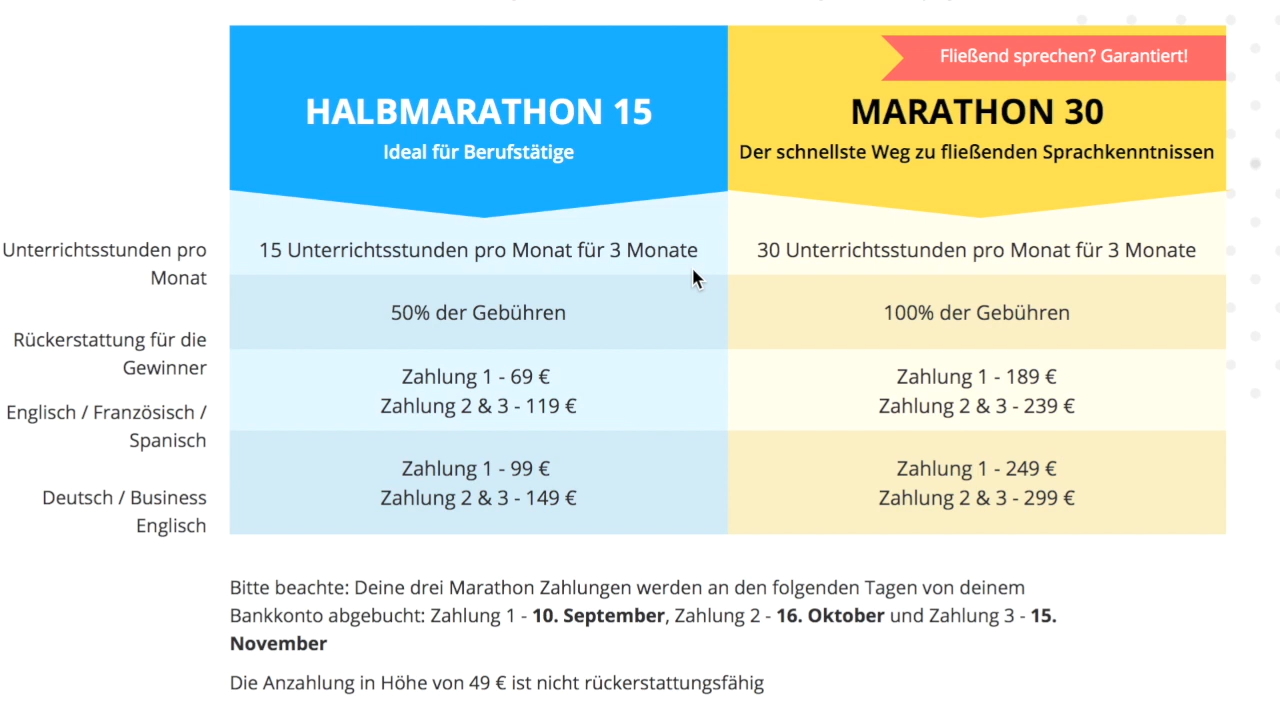 Fließend sprechen? Garantiert!
HALBMARATHON 15
Ideal für Berufstätige
MARATHON 30
Der schnellste Weg zu fließenden Sprachkenntnissen
Unterrichtsstunden pro
Monat
15 Unterrichtsstunden pro Monat für 3 Monate
30 Unterrichtsstunden pro Monat für 3 Monate
Rückerstattung für die
Gewinner
50% der Gebühren
100% der Gebühren
Englisch / Französisch /
Spanisch
Zahlung 1 - 69 €
Zahlung 2 & 3 - 119 €
Zahlung 1 - 189 €
Zahlung 2 & 3 - 239 €
Deutsch / Business
Englisch
Zahlung 1 - 99 €
Zahlung 2 & 3 - 149 €
Zahlung 1 - 249 €
Zahlung 2 & 3 - 299 €
Bitte beachte: Deine drei Marathon Zahlungen werden an den folgenden Tagen von deinem
Bankkonto abgebucht: Zahlung 1 - 10. September, Zahlung 2 - 16. Oktober und Zahlung 3 - 15.
November
Die Anzahlung in Höhe von 49 € ist nicht rückerstattungsfähig